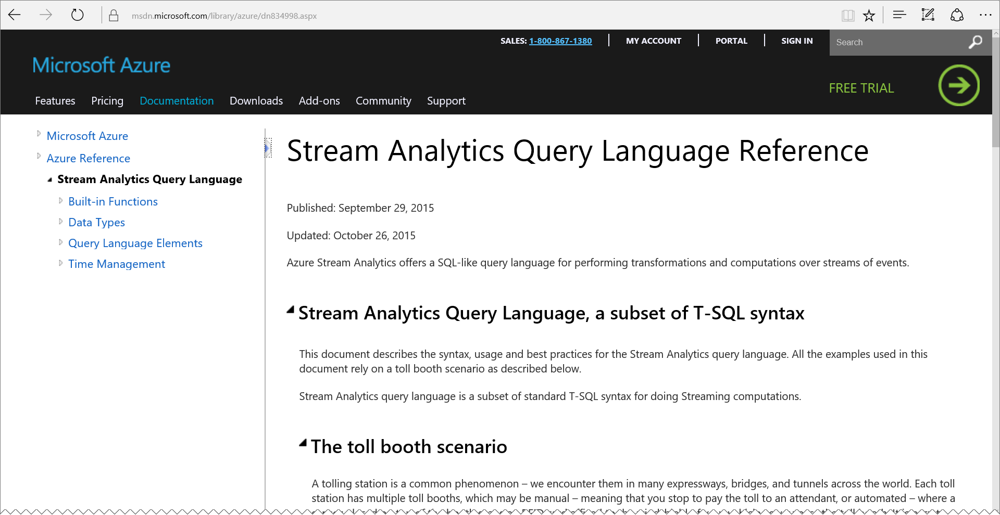 msdn.microsoft.com/library/azure/dn834998.aspx
SALES: 1-800-867-1380
MY ACCOUNT
PORTAL
SIGN IN
Search
Microsoft Azure
FREE TRIAL
Features Pricing Documentation Downloads Add-ons Community Support
Microsoft Azure
Azure Reference
Stream Analytics Query Language
Built-in Functions
Data Types
Query Language Elements
Time Management
Stream Analytics Query Language Reference
Published: September 29, 2015
Updated: October 26, 2015
Azure Stream Analytics offers a SQL-like query language for performing transformations and computations over streams of events.
Stream Analytics Query Language, a subset of T-SQL syntax
This document describes the syntax, usage and best practices for the Stream Analytics query language. All the examples used in this
document rely on a toll booth scenario as described below.
Stream Analytics query language is a subset of standard T-SQL syntax for doing Streaming computations.
The toll booth scenario
A tolling station is a common phenomenon – we encounter them in many expressways, bridges, and tunnels across the world. Each toll
station has multiple toll booths, which may be manual – meaning that you stop to pay the toll to an attendant, or automated – where a